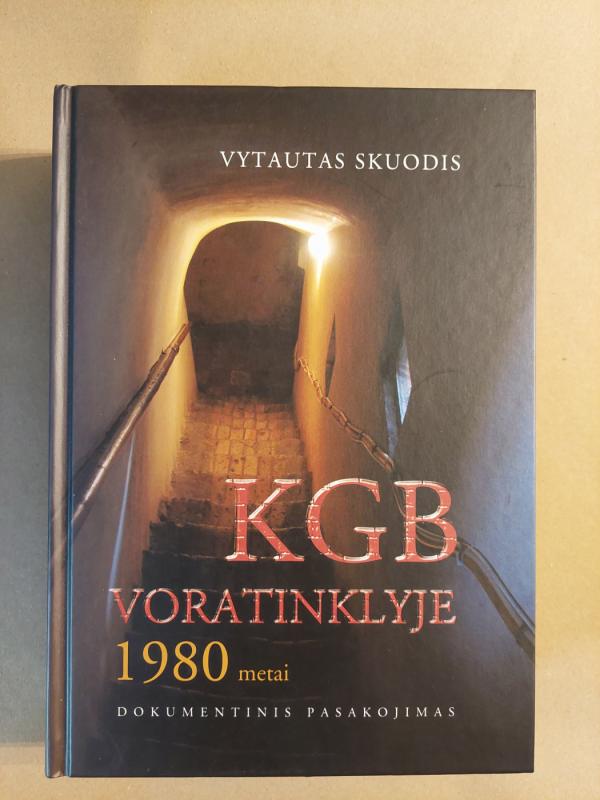 VYTAUTAS SKUODIS
KGB
VORATINKLYJE
1980 metai
DOKUMENTINIS PASAKOJIMAS